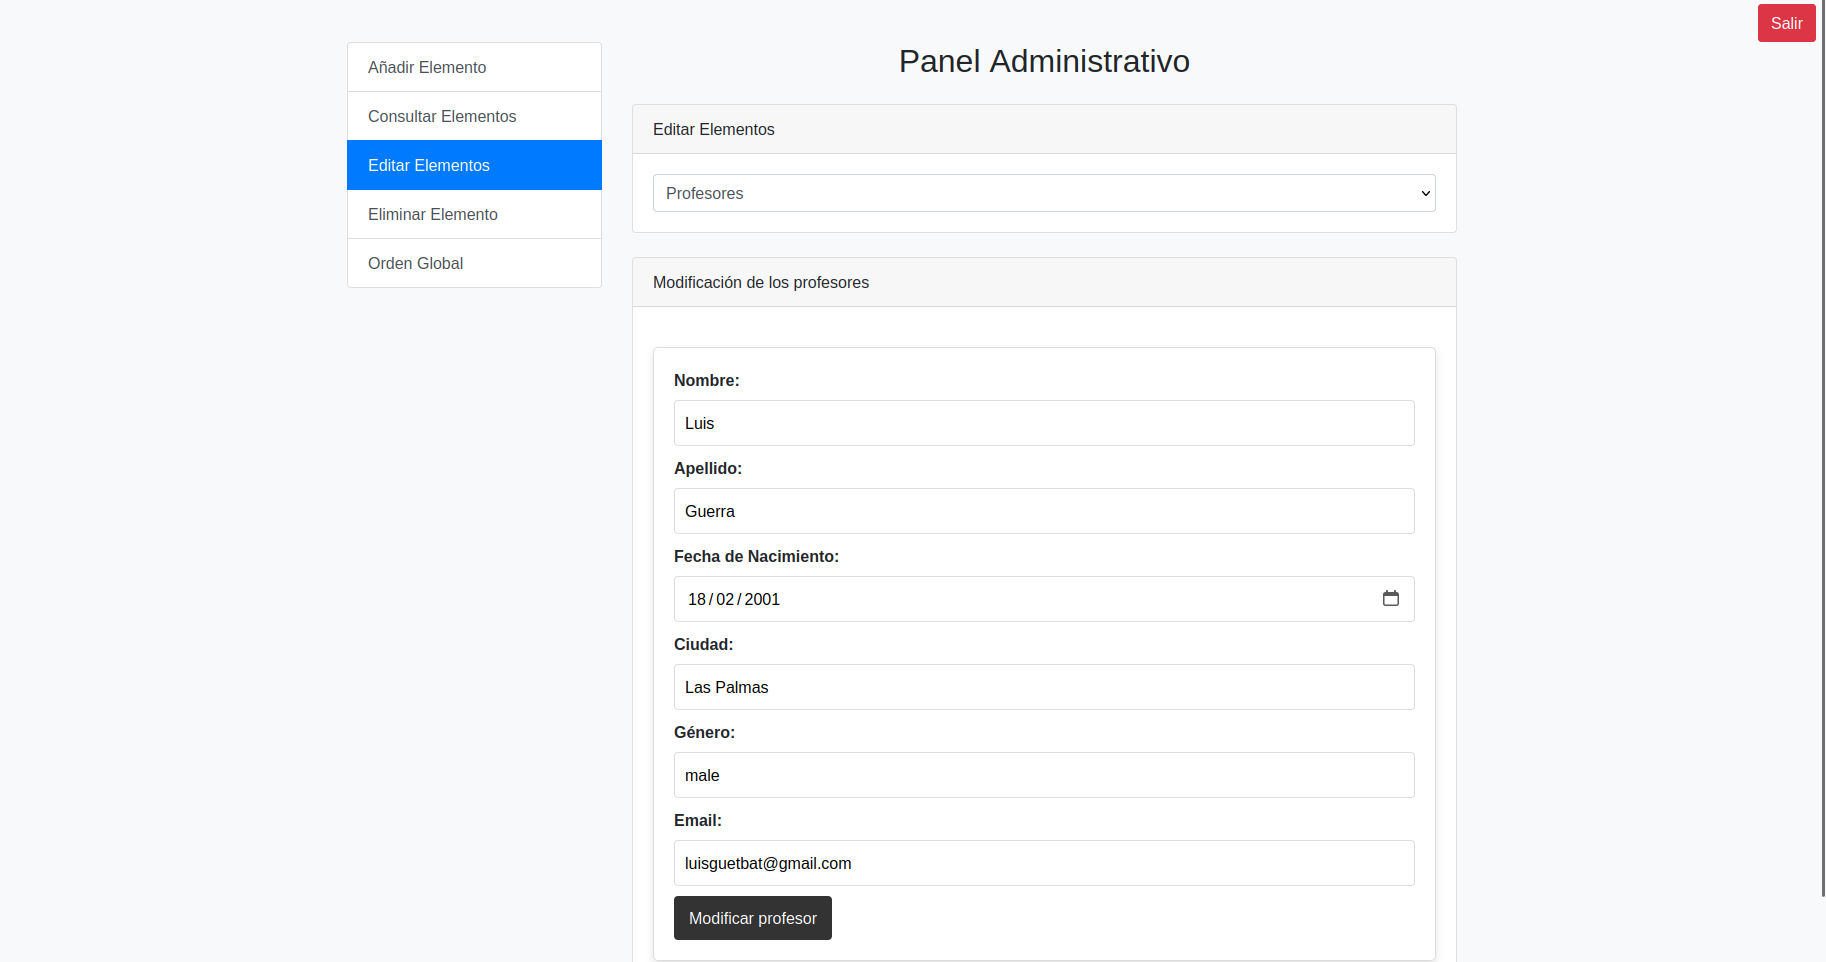 Salir
Añadir Elemento
Consultar Elementos
Editar Elementos
Eliminar Elemento
Orden Global
Panel Administrativo
Editar Elementos
Profesores
Modificación de los profesores
Nombre:
Luis
Apellido:
Guerra
Fecha de Nacimiento:
18/02/2001
Ciudad:
Las Palmas
Género:
male
Email:
luisguetbat@gmail.com
Modificar profesor